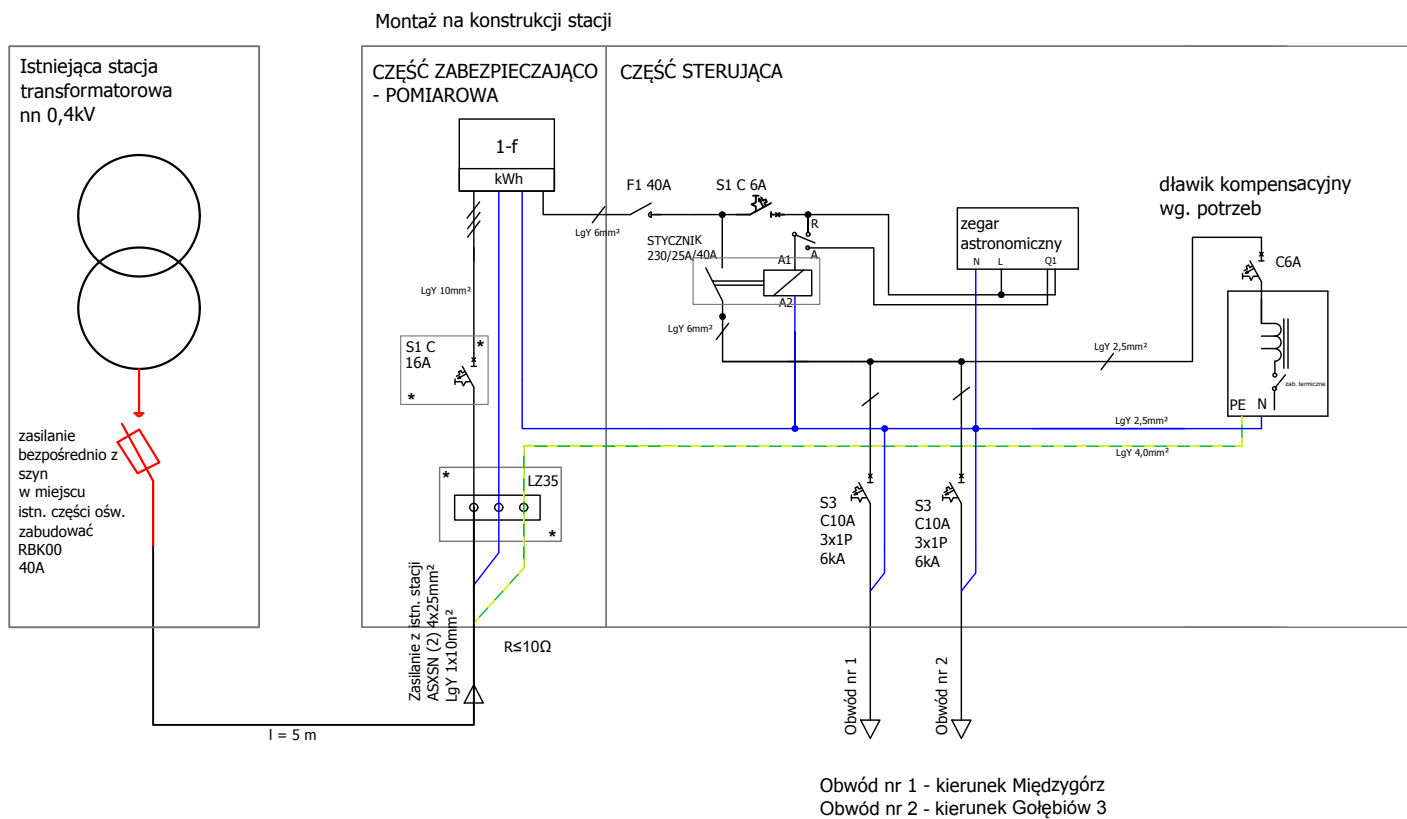 Montaż na konstrukcji stacji
Istniejąca stacja
transformatorowa
nn 0,4kV
zasilanie
bezpośrednio z
szyn
w miejscu
istn. części ośw.
zabudować
RBK00
40A
l = 5 m
CZĘŚĆ ZABEZPIECZAJĄCO
- POMIAROWA
1-f
kWh
LgY 10mm²
S1 C
16A
*
*
*
LZ35
*
Zasilanie z istn. stacji
ASXSN (2) 4x25mm²
LgY 1x10mm²
R≤10Ω
CZĘŚĆ STERUJĄCA
F1 40A
S1 C 6A
LgY 6mm²
STYCZNIK
230/25A/40A
R
A
A1
A2
LgY 6mm²
zegar
astronomiczny
N L Q1
dławik kompensacyjny
wg. potrzeb
C6A
LgY 2,5mm²
zab. termiczne
PE N
LgY 2,5mm²
LgY 4,0mm²
S3
C10A
3x1P
6kA
S3
C10A
3x1P
6kA
Obwód nr 1
Obwód nr 2
Obwód nr 1 - kierunek Międzygórz
Obwód nr 2 - kierunek Gołębiów 3